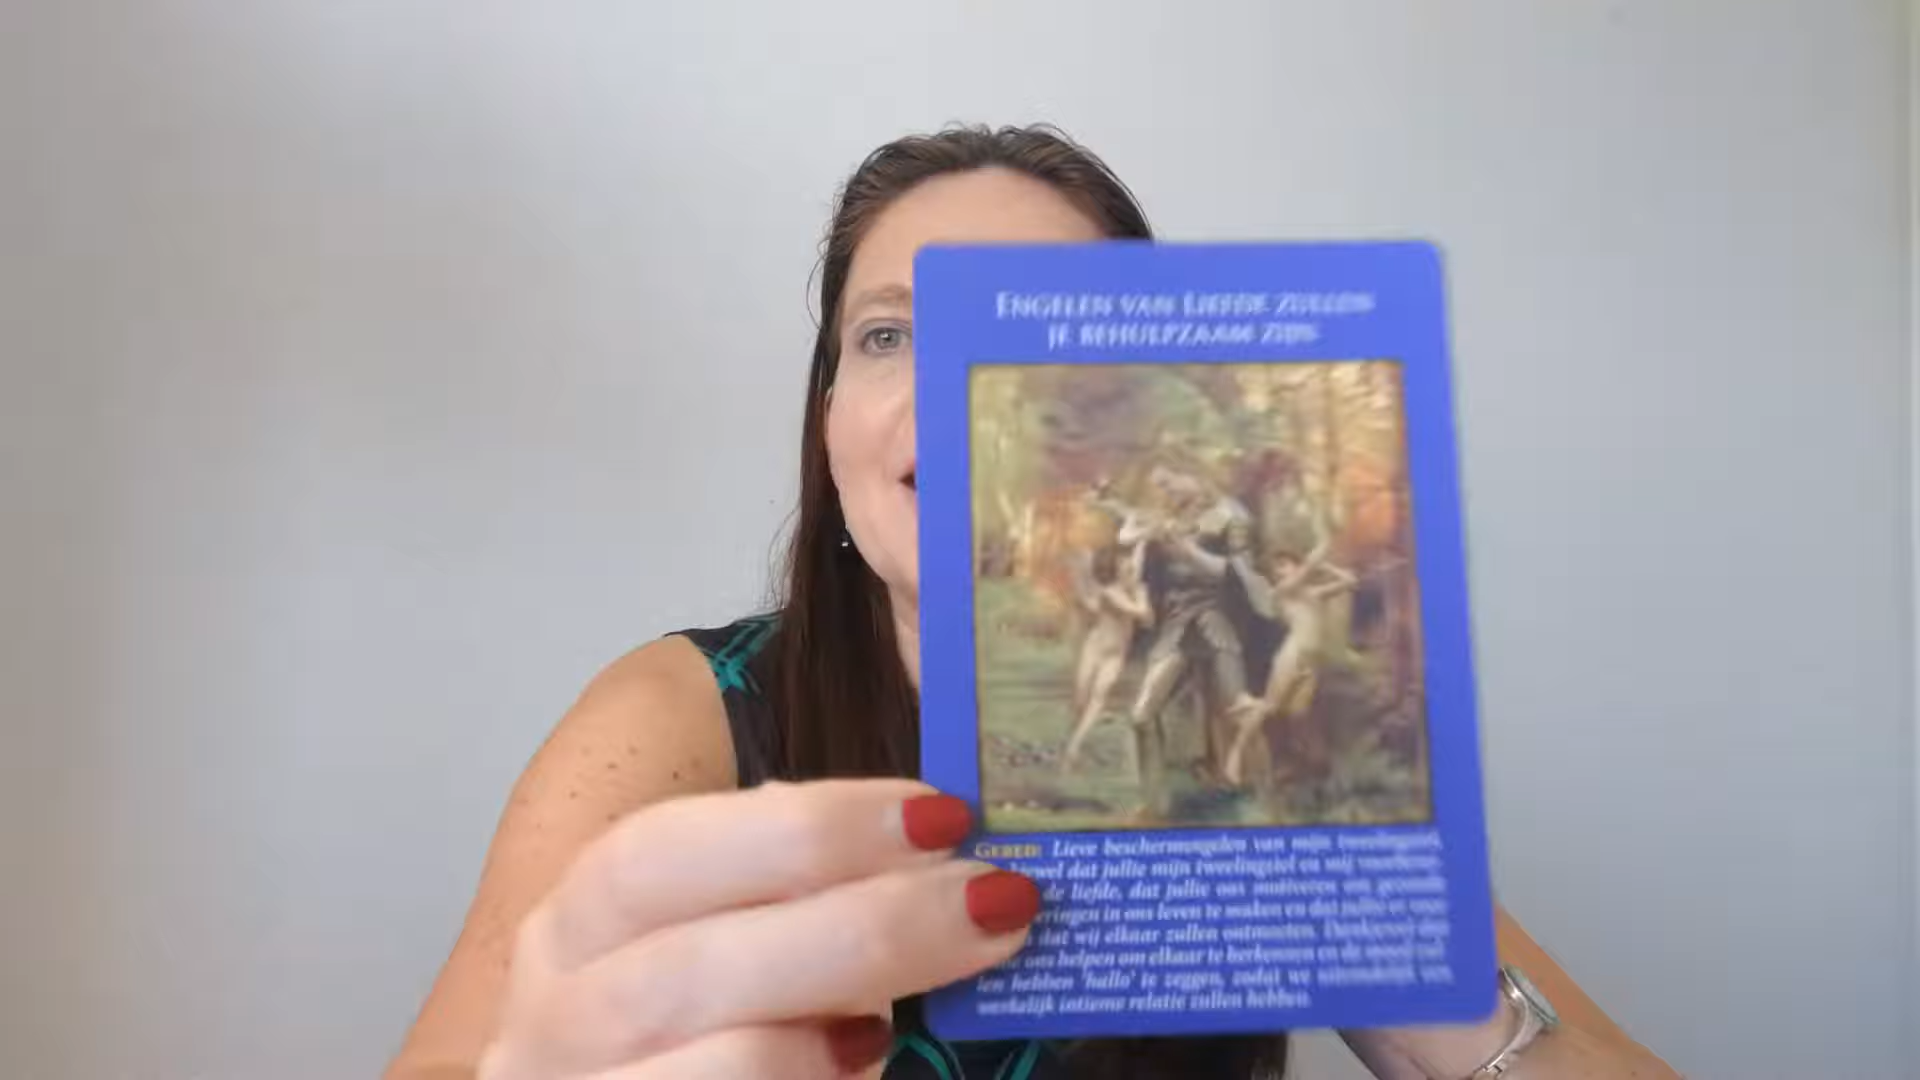 ENGELEN VAN LIEFDE ZULLEN
JE BEHULPZAAM ZIJN
GEBED: Lieve beschermengelen van mijn tweelingziel,
dat jullie mijn tweelingziel en mij
de liefde, dat jullie ons motiveren om gezonde
eringen in ons leven te maken en dat jullie er voor
dat wij elkaar zullen ontmoeten. Dankjewel dat
ons helpen om elkaar te herkennen en de moed
len hebben 'hallo' te zeggen, zodat we uiteindelijk een
werkelijk intieme relatie zullen hebben.